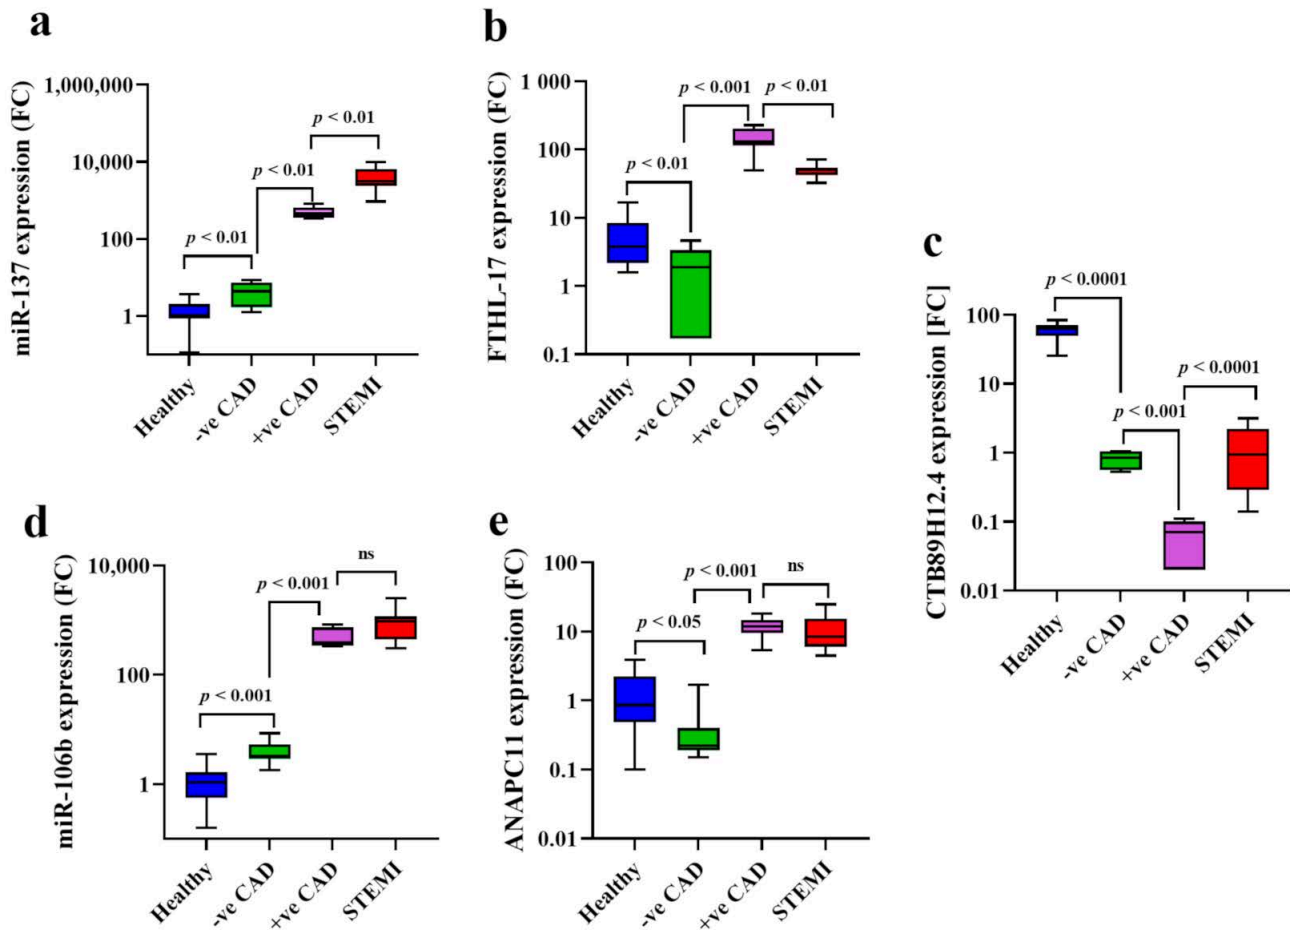 a
miR-137 expression (FC)
1,000,000
10,000
100
1
p < 0.01
p < 0.01
p < 0.01
Healthy
-ve CAD
+ve CAD
STEMI
b
FTHL-17 expression (FC)
1 000
100
10
1
0.1
p < 0.01
p < 0.001
p < 0.01
Healthy
-ve CAD
+ve CAD
STEMI
c
CTB89H12.4 expression [FC]
100
10
1
0.1
0.01
p < 0.0001
p < 0.001
p < 0.0001
Healthy
-ve CAD
+ve CAD
STEMI
d
miR-106b expression (FC)
10,000
100
1
p < 0.001
p < 0.001
ns
Healthy
-ve CAD
+ve CAD
STEMI
e
ANAPC11 expression (FC)
100
10
1
0.1
0.01
p < 0.05
p < 0.001
ns
Healthy
-ve CAD
+ve CAD
STEMI